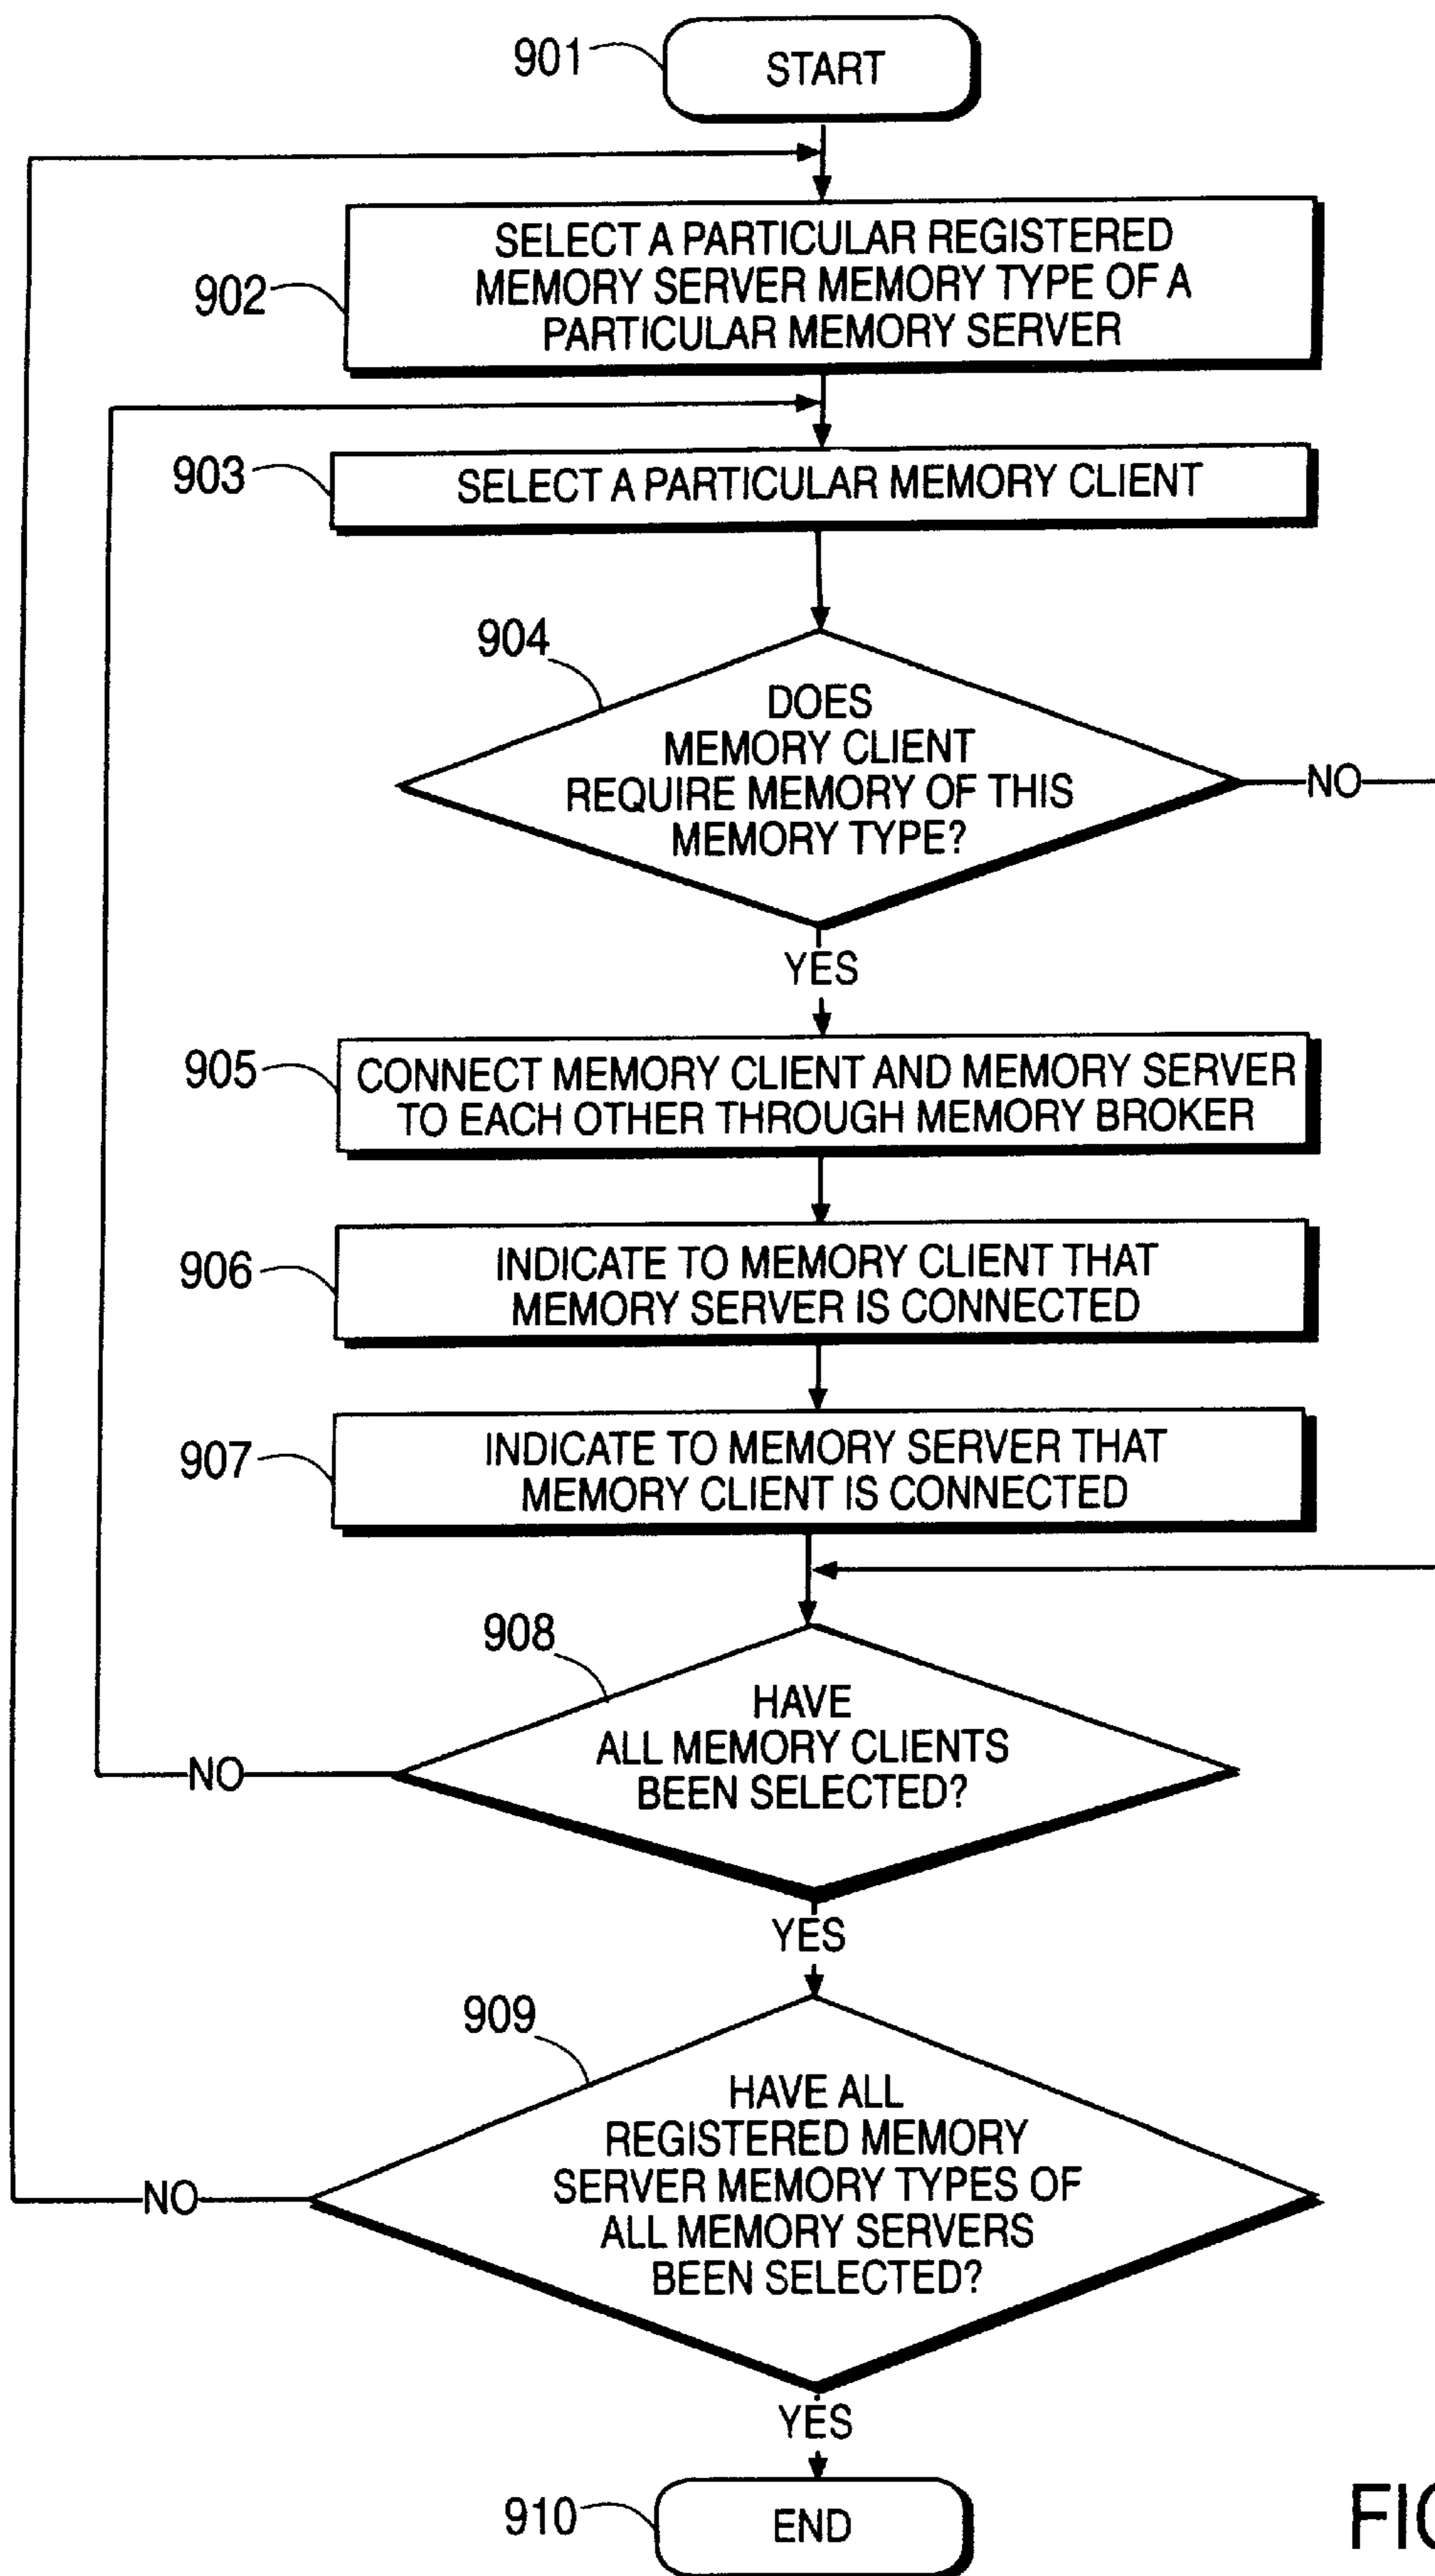 901
START
902
SELECT A PARTICULAR REGISTERED
MEMORY SERVER MEMORY TYPE OF A
PARTICULAR MEMORY SERVER
903
SELECT A PARTICULAR MEMORY CLIENT
904
DOES
MEMORY CLIENT
REQUIRE MEMORY OF THIS
MEMORY TYPE?
NO
YES
905
CONNECT MEMORY CLIENT AND MEMORY SERVER
TO EACH OTHER THROUGH MEMORY BROKER
906
INDICATE TO MEMORY CLIENT THAT
MEMORY SERVER IS CONNECTED
907
INDICATE TO MEMORY SERVER THAT
MEMORY CLIENT IS CONNECTED
908
HAVE
ALL MEMORY CLIENTS
BEEN SELECTED?
NO
YES
909
HAVE ALL
REGISTERED MEMORY
SERVER MEMORY TYPES OF
ALL MEMORY SERVERS
BEEN SELECTED?
NO
YES
910
END